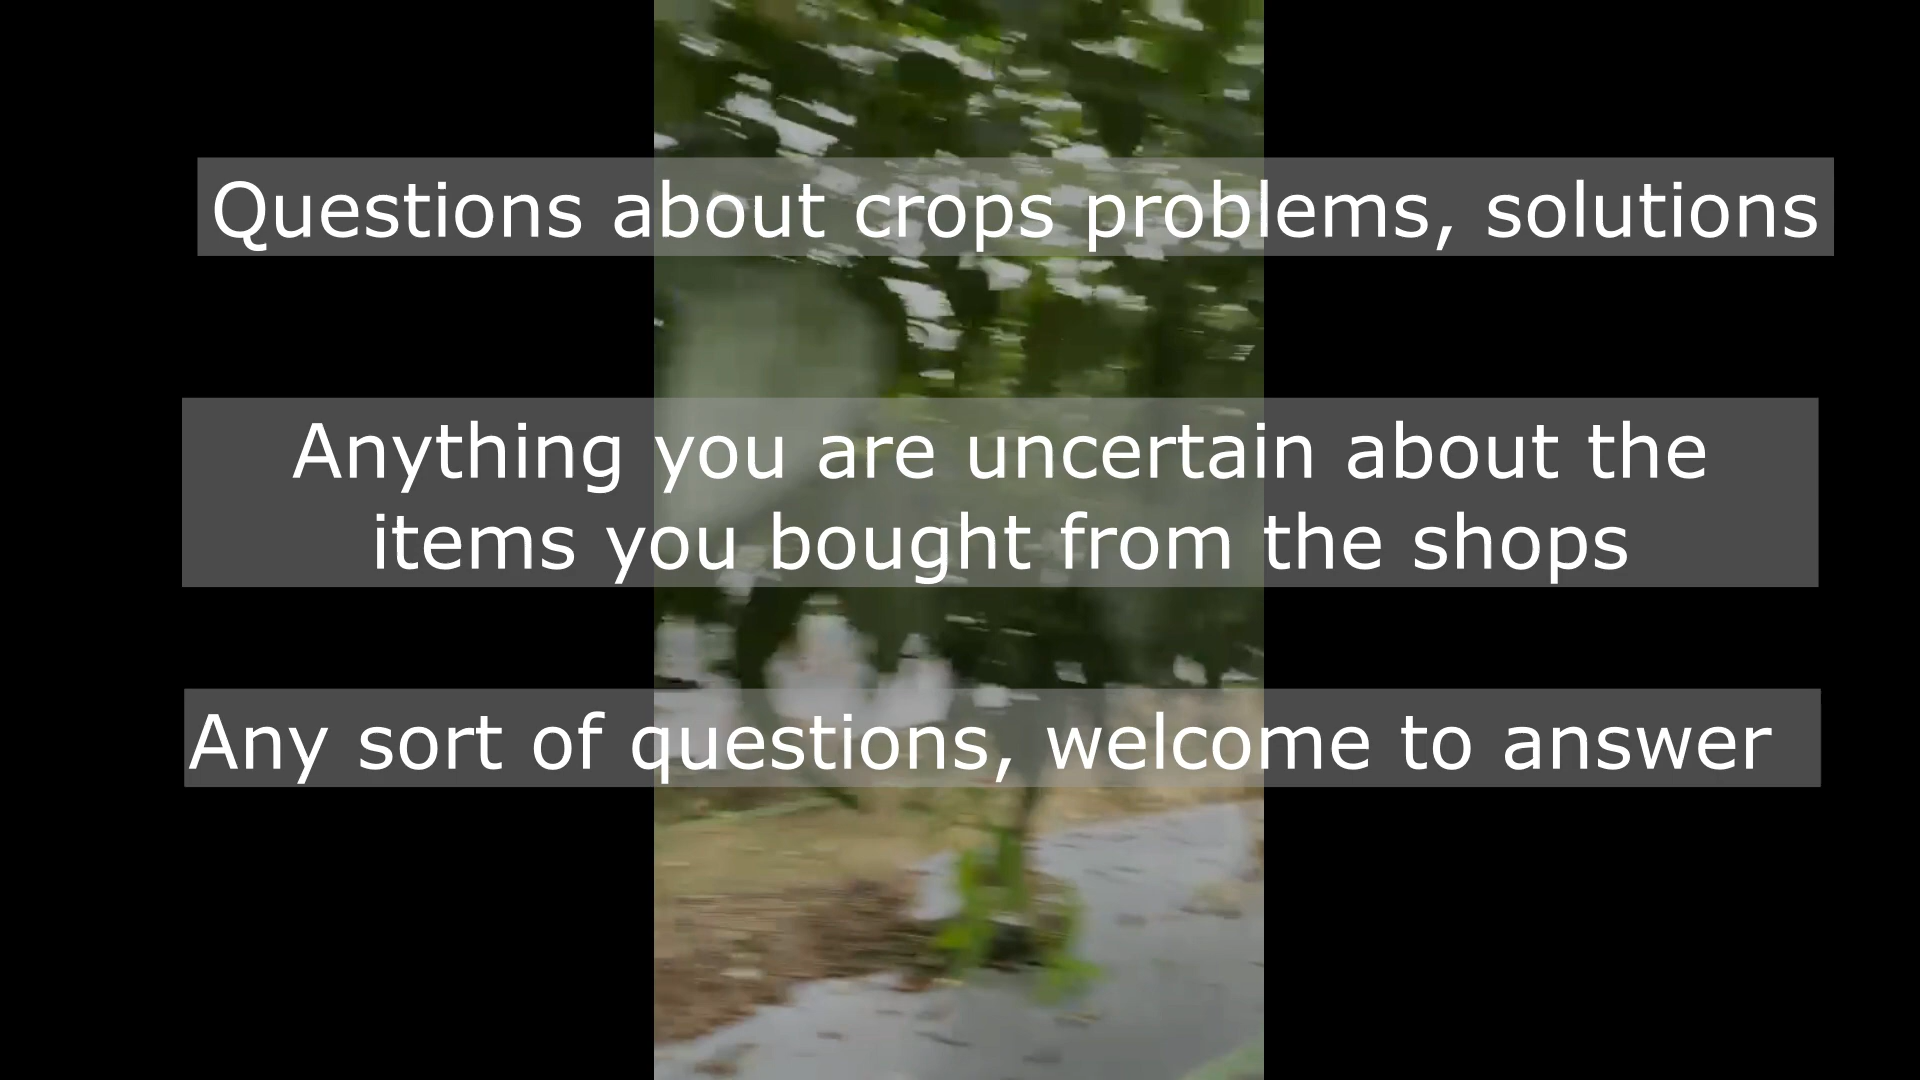 Questions about crops problems, solutions
Anything you are uncertain about the
items you bought from the shops
Any sort of questions, welcome to answer